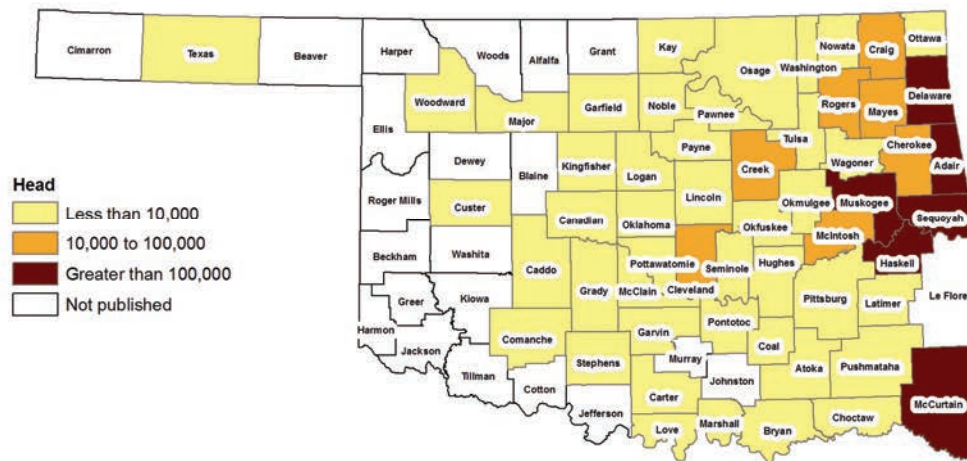 Cimarron
Texas
Beaver
Harper
Woods
Alfalfa
Grant
Kay
Osage
Washington
Nowata
Craig
Ottawa
Woodward
Major
Garfield
Noble
Pawnee
Rogers
Mayes
Delaware
Ellis
Dewey
Blaine
Kingfisher
Logan
Payne
Creek
Tulsa
Wagoner
Cherokee
Adair
Roger Mills
Custer
Canadian
Oklahoma
Lincoln
Okfuskee
Okmulgee
Muskogee
Sequoyah
Beckham
Washita
Caddo
Grady
McClain
Pottawatomie
Cleveland
Seminole
Hughes
McIntosh
Haskell
Greer
Kiowa
Pittsburg
Latimer
Le Flore
Harmon
Jackson
Comanche
Garvin
Pontotoc
Coal
Tillman
Cotton
Stephens
Murray
Johnston
Atoka
Pushmataha
Jefferson
Carter
Love
Marshall
Bryan
Choctaw
McCurtain
Head
Less than 10,000
10,000 to 100,000
Greater than 100,000
Not published